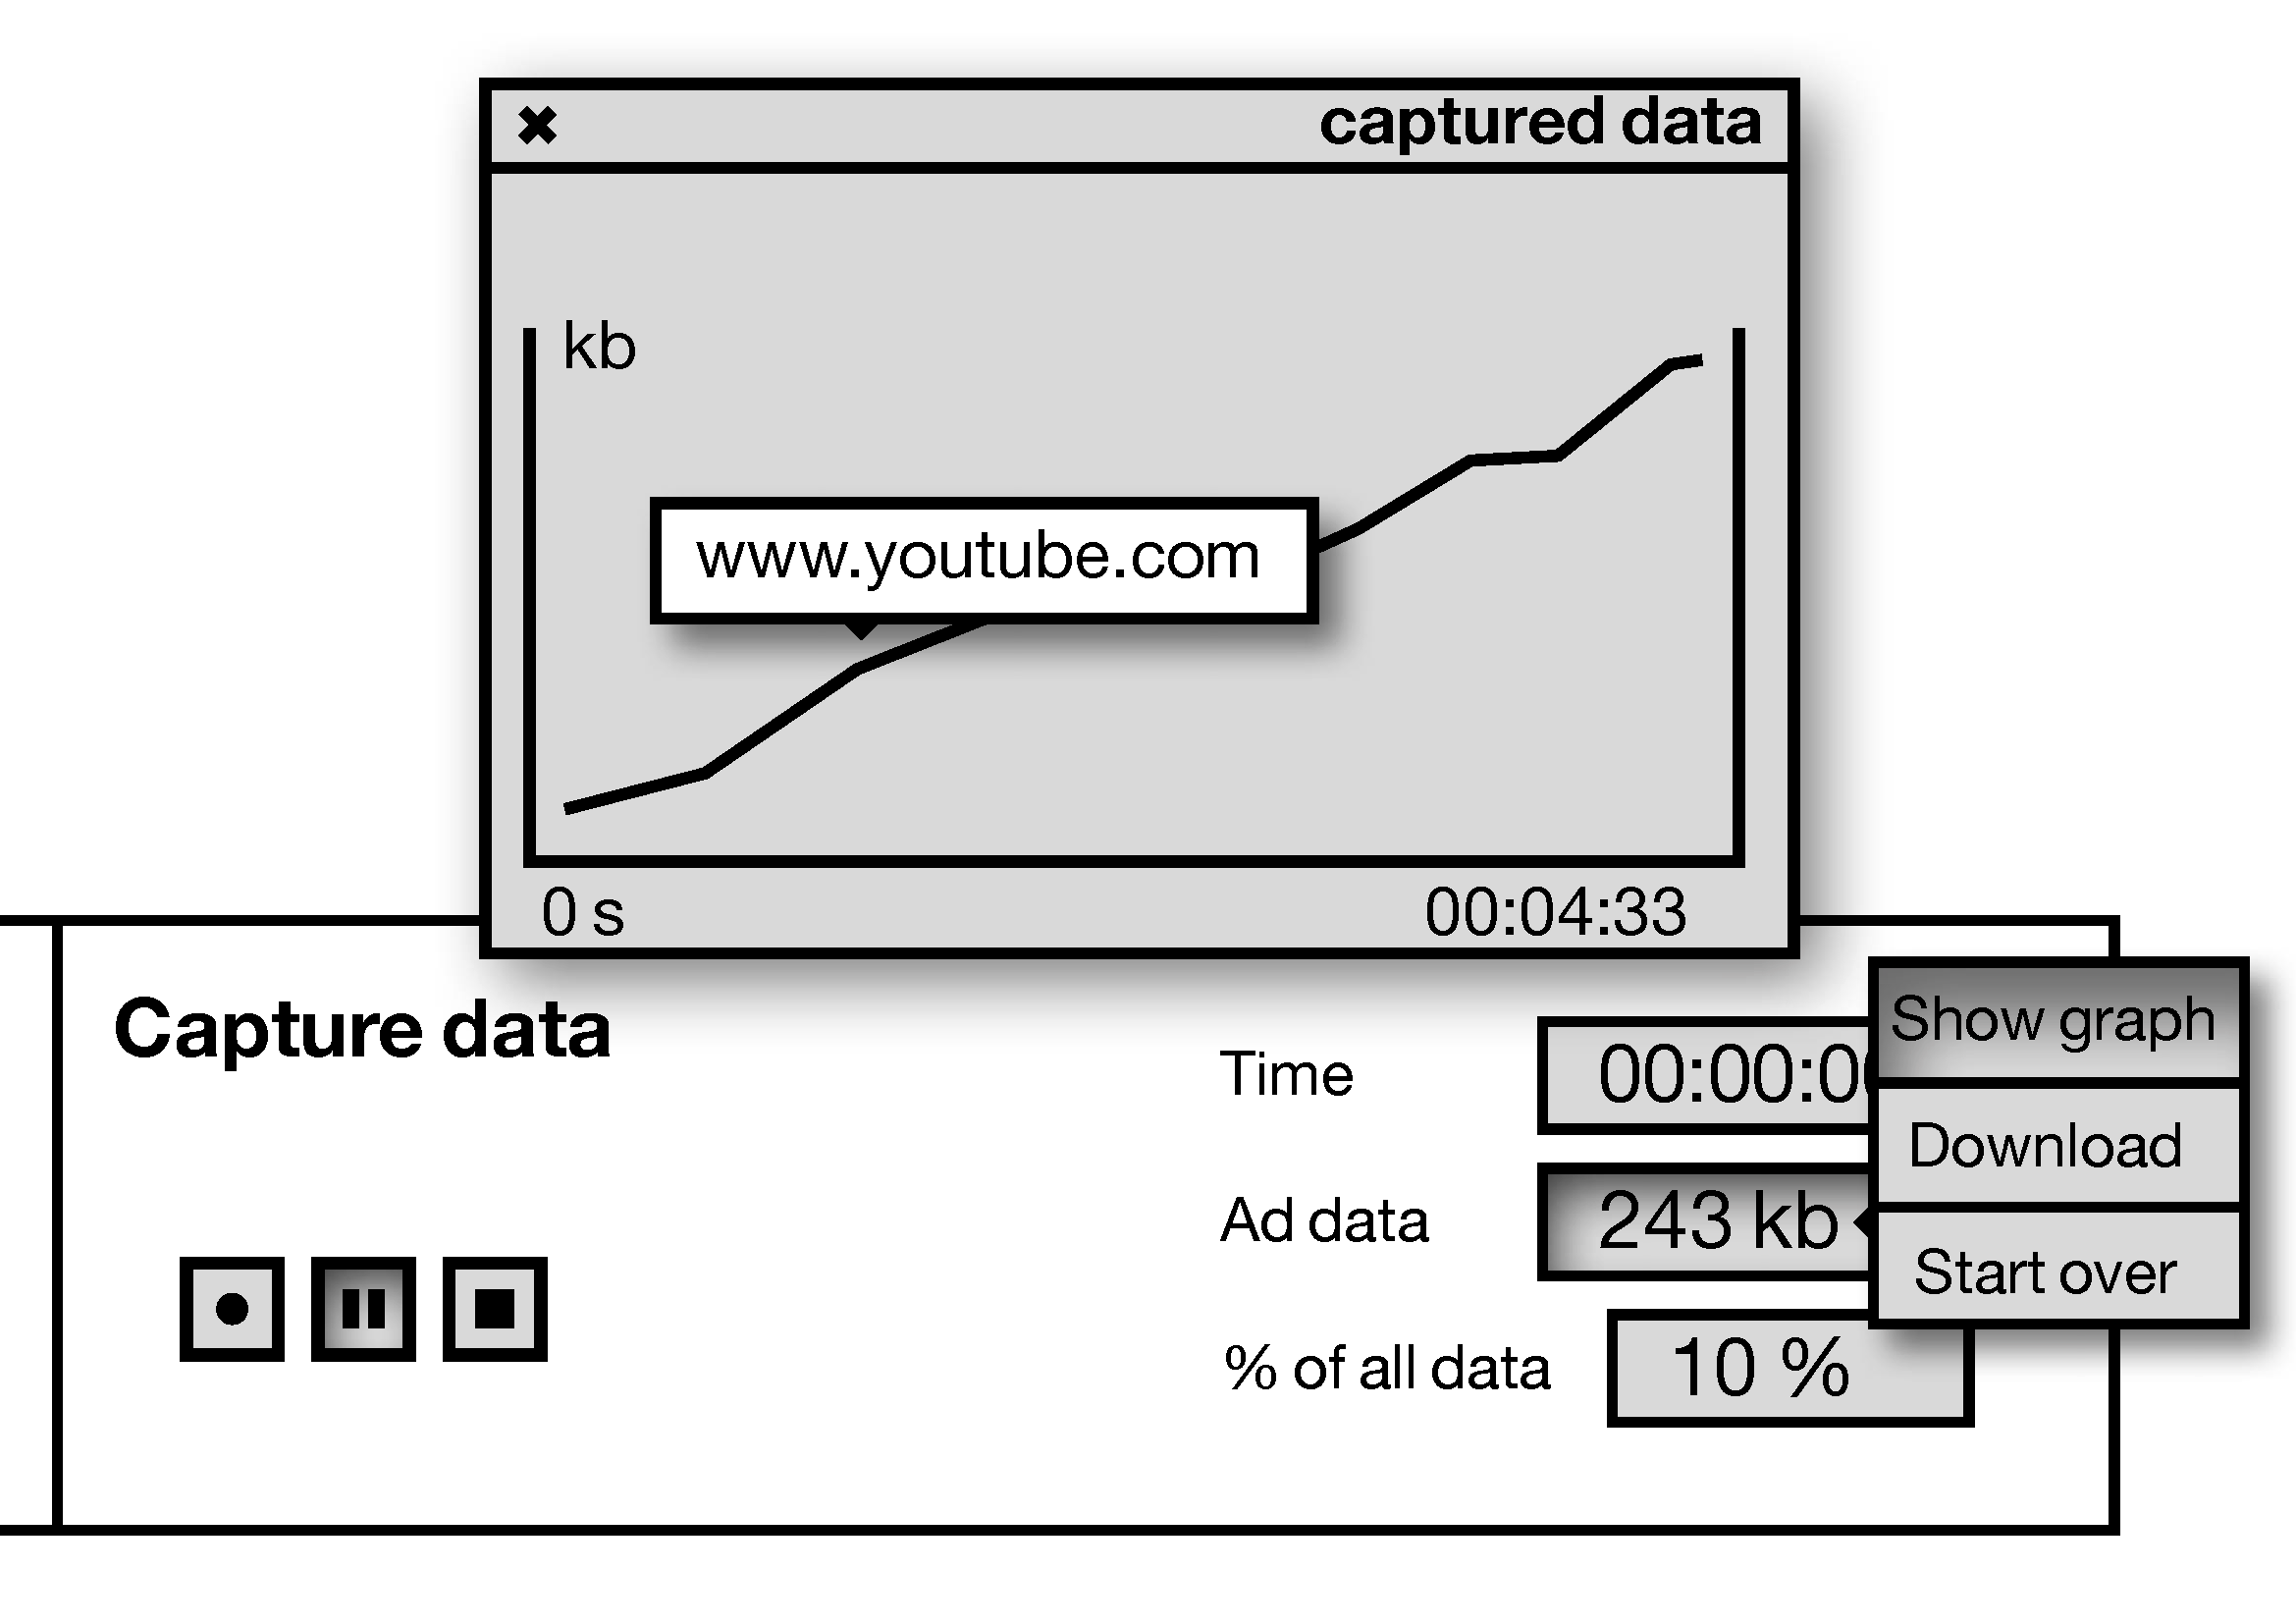 captured data
kb
www.youtube.com
0 s
00:04:33
Capture data
Time
00:00:0
Ad data
243 kb
% of all data
10 %
Show graph
Download
Start over